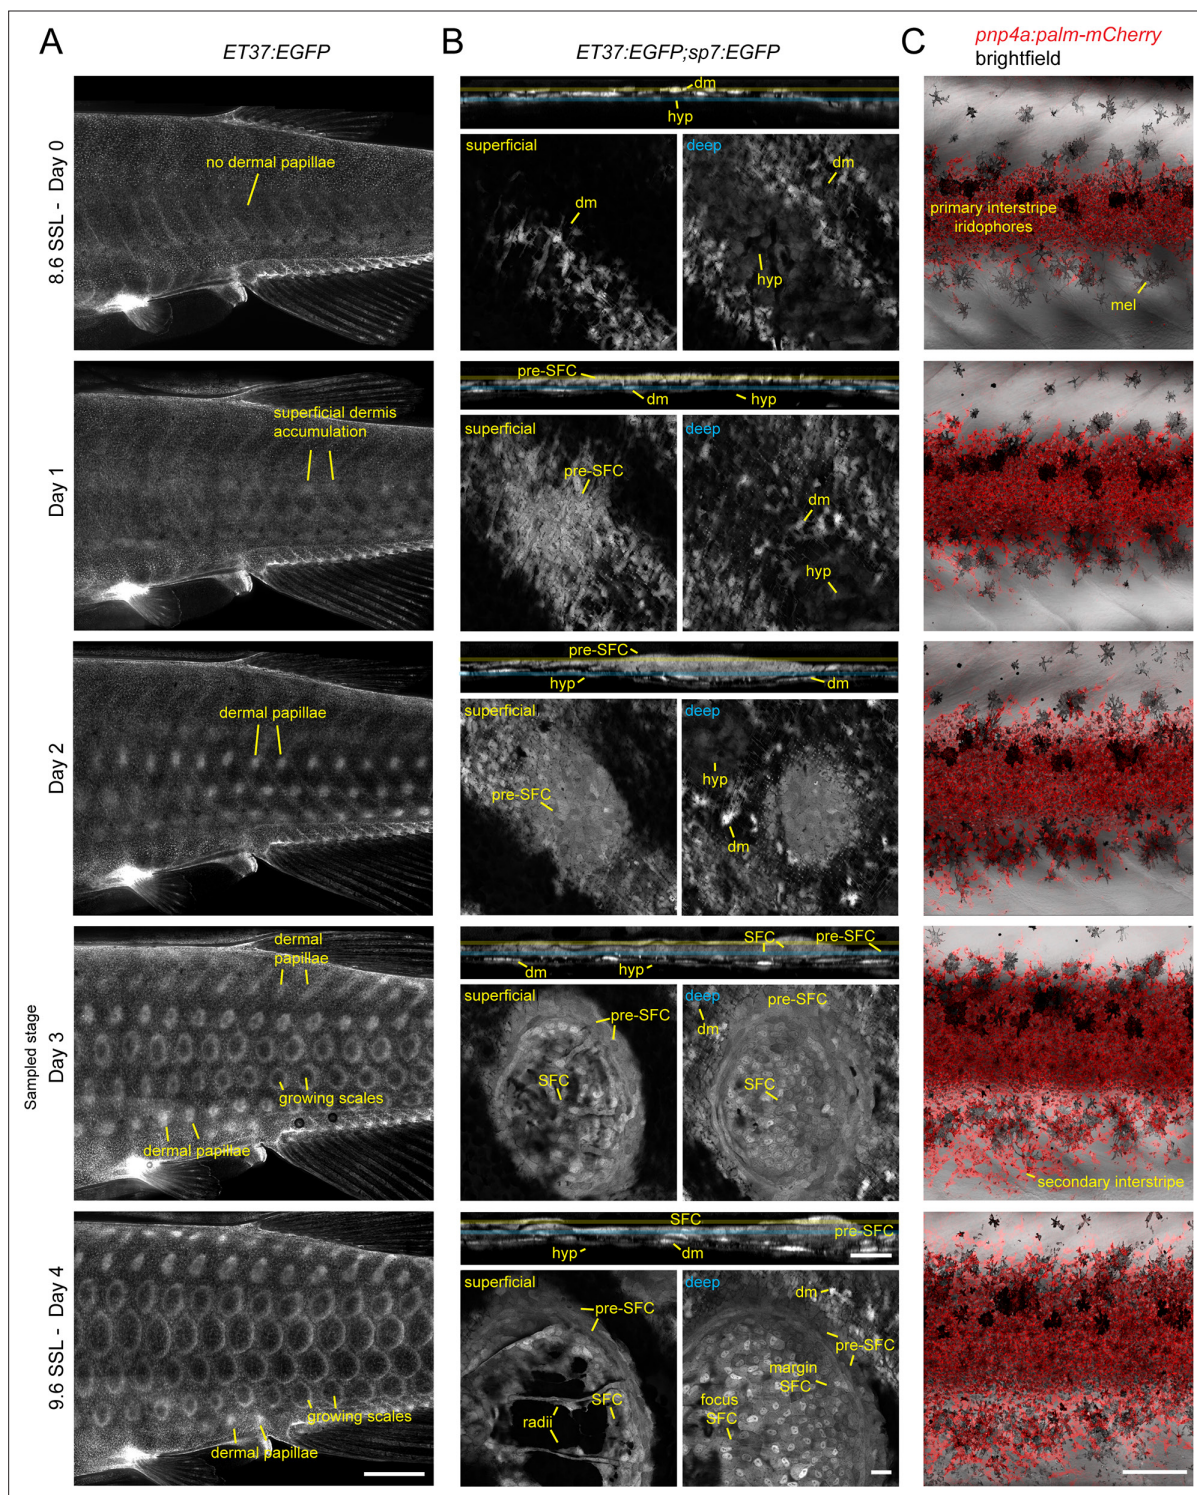 A
ET37:EGFP
B
ET37:EGFP;sp7:EGFP
C
pnp4a:palm-mCherry
brightfield
8.6 SSL - Day 0
no dermal papillae
dm
hyp
superficial
dm
deep
dm
hyp
primary interstripe
iridophores
mel
Day 1
superficial dermis
accumulation
pre-SFC
dm
hyp
superficial
pre-SFC
deep
dm
hyp
Day 2
dermal papillae
pre-SFC
hyp
dm
superficial
pre-SFC
deep
hyp
dm
Sampled stage
Day 3
dermal
papillae
growing scales
dermal papillae
SFC
pre-SFC
dm
hyp
superficial
pre-SFC
SFC
deep
pre-SFC
dm
SFC
secondary interstripe
9.6 SSL - Day 4
growing scales
dermal papillae
SFC
pre-SFC
hyp
dm
superficial
pre-SFC
SFC
radii
deep
dm
pre-SFC
margin
SFC
focus
SFC